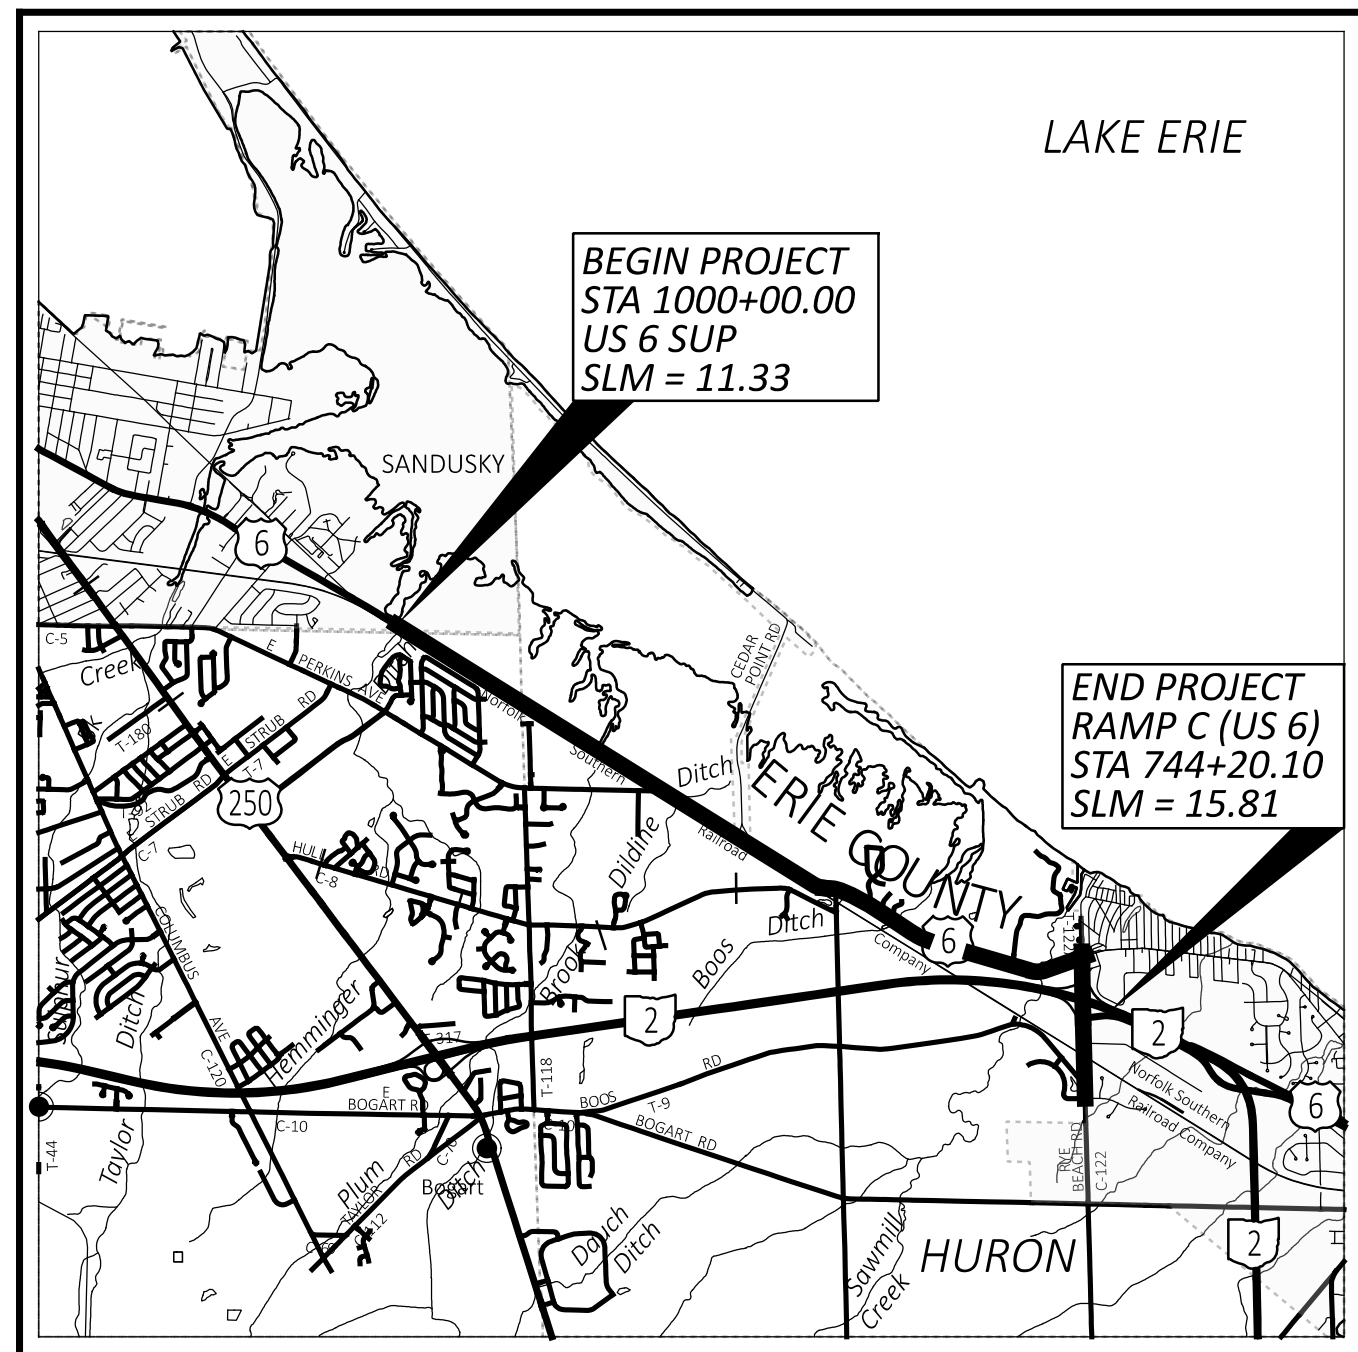 LAKE ERIE
BEGIN PROJECT
STA 1000+00.00
US 6 SUP
SLM = 11.33
SANDUSKY
6
C-5
Creek
E
PERKINS AVE
CEDAR
POINT RD
END PROJECT
RAMP C (US 6)
STA 744+20.10
SLM = 15.81
Norfolk
Southern
Railroad
Company
T-180
E
STRUB RD
T-7
STRUB RD
C-7
250
Ditch
ERIE COUNTY
HULL RD
C-8
Dildine
Ditch
COLUMBUS
AVE
C-120
Boos
6
Brook
2
Ditch
Hemminger
T-118
RD
BOOS
T-9
BOGART RD
E
BOGART RD
C-10
T-44
Taylor
Plum
Ditch
TAYLOR RD
Bogart
2
Norfolk Southern
Railroad Company
6
RYE
BEACH RD
C-122
Dauch
Ditch
Sawmill
Creek
HURON
2